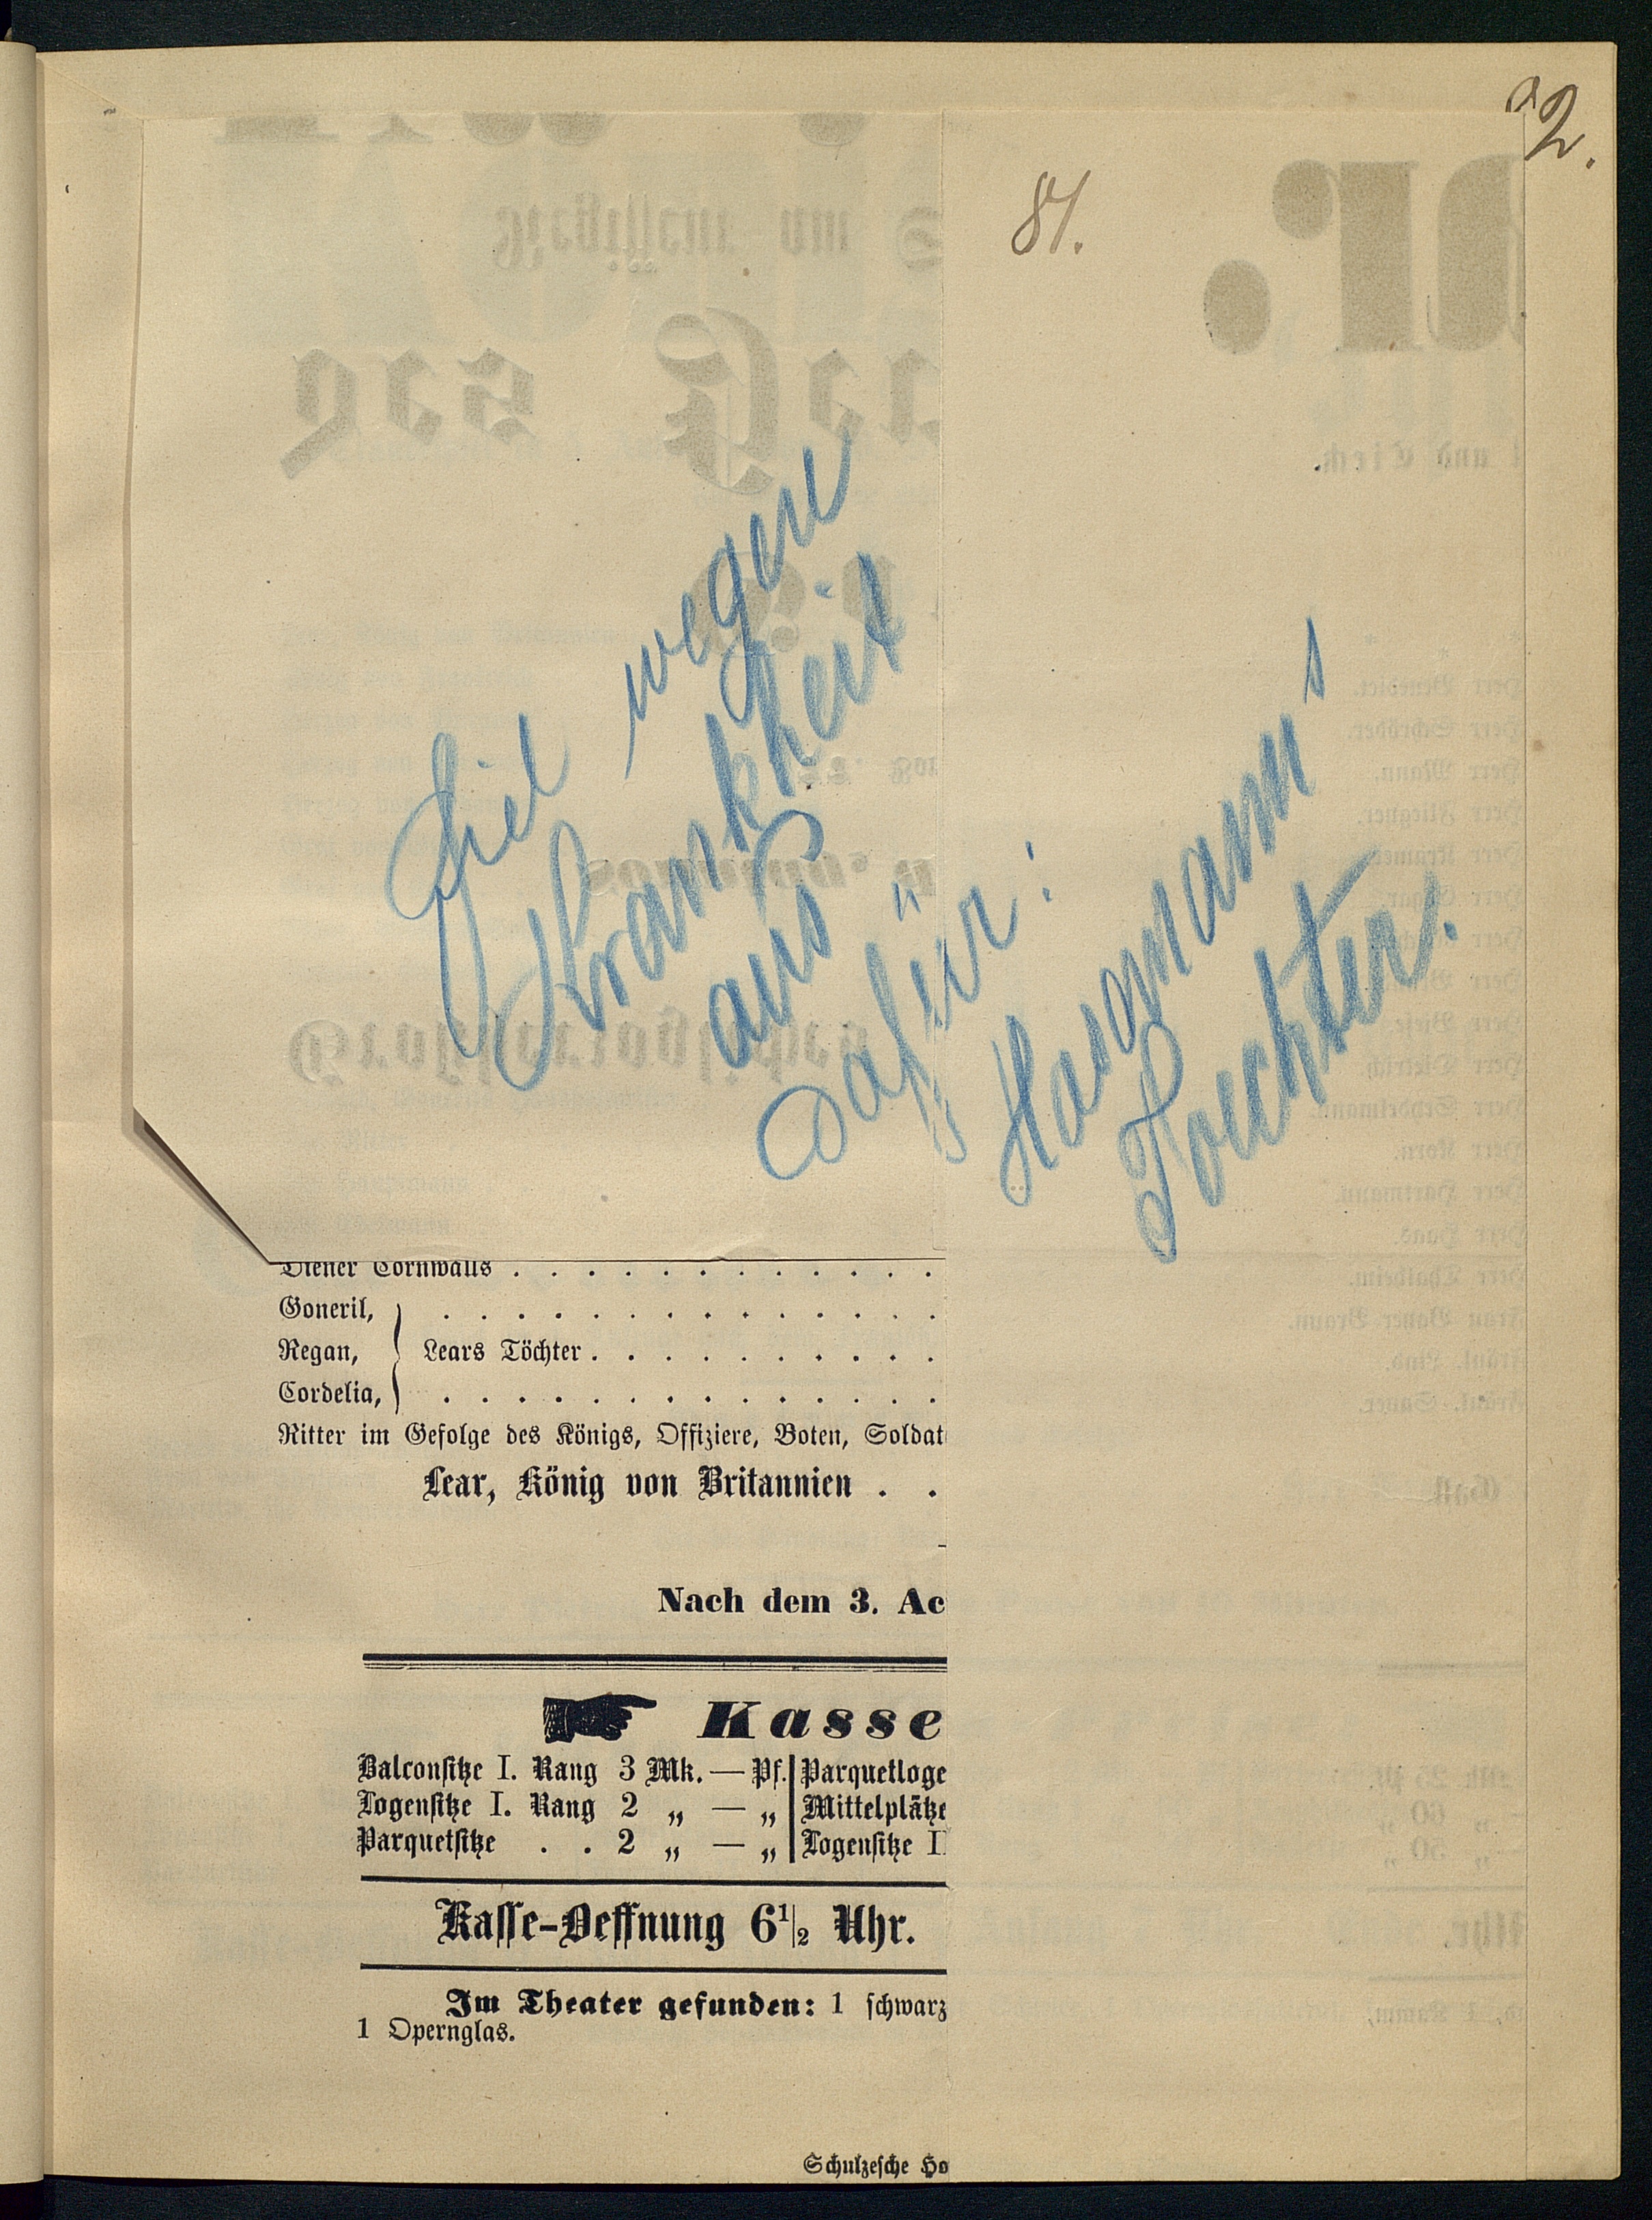 92.
81.
Fiel wegen
Krankheit
aus
dafür:
Hasemanns
Toechter.
Diener Cornwalls . . . . . . . . . . . .
Goneril, . . . . . . . . . . . . . .
Regan, } Lears Töchter . . . . . . . . . .
Cordelia, . . . . . . . . . . . . . .
Ritter im Gefolge des Königs, Offiziere, Boten, Soldat
Lear, König von Britannien . .
Nach dem 3. Ac
Kasse
Balconsitze I. Rang 3 Mk. — Pf. Parquetloge
Logensitze I. Rang 2 „ — „ Mittelplätze
Parquetsitze . . 2 „ — „ Logensitze I
Kasse-Oeffnung 6½ Uhr.
Im Theater gefunden: 1 schwarz
1 Opernglas.
Schulzesche Ho